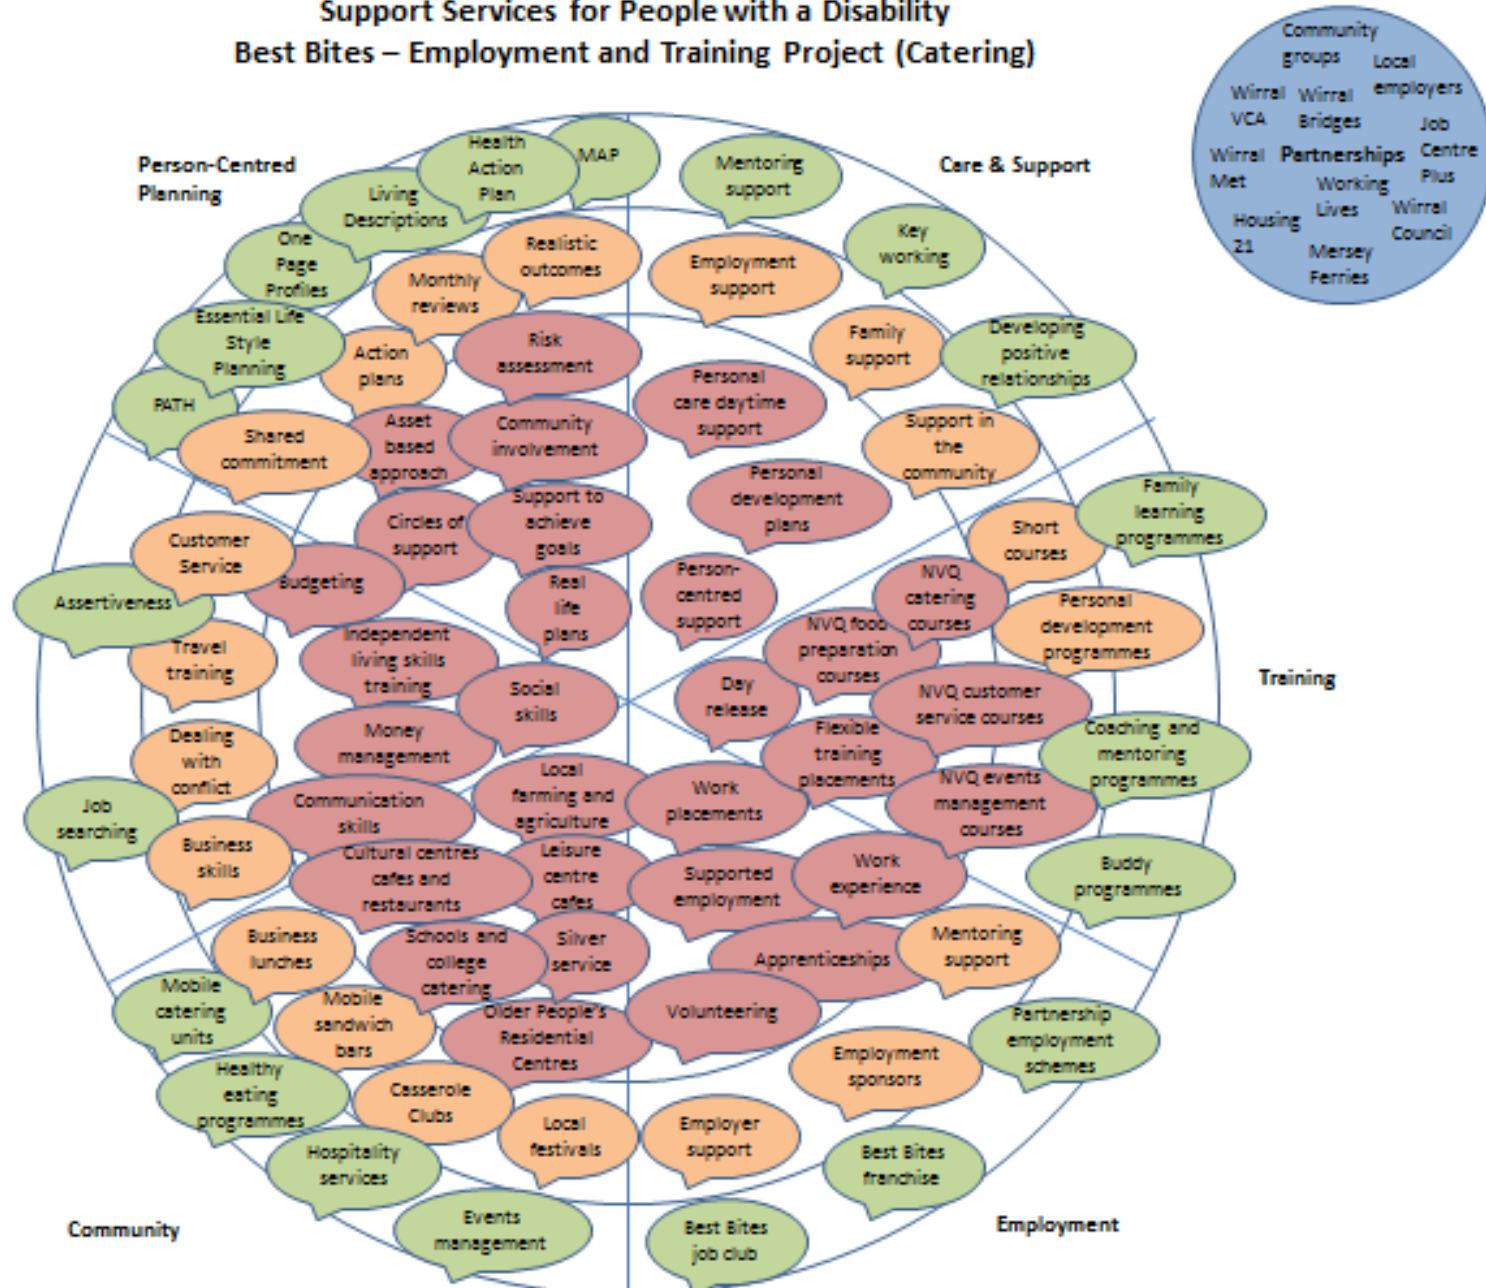 Support Services for People with a Disability
Best Bites – Employment and Training Project (Catering)
Community
groups
Local
employers
Wirral
VCA
Wirral
Bridges
Job
Centre
Plus
Wirral
Met
Partnerships
Working
Lives
Wirral
Council
Housing
21
Mersey
Ferries
Person-Centred
Planning
MAP
Health
Action
Plan
Living
Descriptions
One
Page
Profiles
Essential Life
Style
Planning
PATH
Realistic
outcomes
Monthly
reviews
Action
plans
Shared
commitment
Risk
assessment
Asset
based
approach
Community
involvement
Circles of
support
Support to
achieve
goals
Real
life
plans
Care & Support
Mentoring
support
Key
working
Developing
positive
relationships
Employment
support
Family
support
Support in
the
community
Personal
care daytime
support
Personal
development
plans
Person-
centred
support
Training
Family
learning
programmes
Short
courses
Personal
development
programmes
NVQ
catering
courses
NVQ food
preparation
courses
Day
release
NVQ customer
service courses
Flexible
training
placements
NVQ events
management
courses
Coaching and
mentoring
programmes
Buddy
programmes
Customer
Service
Assertiveness
Budgeting
Travel
training
Independent
living skills
training
Social
skills
Money
management
Dealing
with
conflict
Job
searching
Communication
skills
Business
skills
Community
Local
farming and
agriculture
Cultural centres
cafes and
restaurants
Leisure
centre
cafes
Business
lunches
Schools and
college
catering
Silver
service
Mobile
catering
units
Mobile
sandwich
bars
Older People's
Residential
Centres
Healthy
eating
programmes
Casserole
Clubs
Local
festivals
Hospitality
services
Events
management
Employment
Work
placements
Supported
employment
Work
experience
Apprenticeships
Mentoring
support
Volunteering
Partnership
employment
schemes
Employment
sponsors
Employer
support
Best Bites
franchise
Best Bites
job club